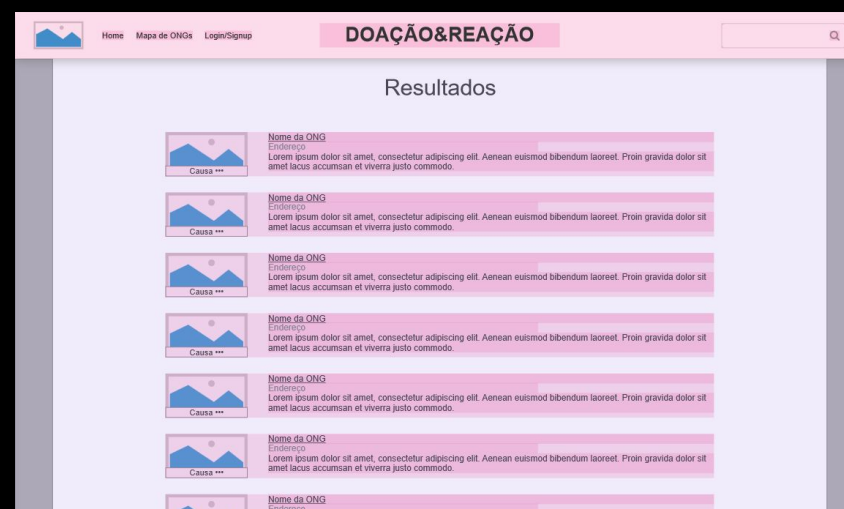 Home Mapa de ONGs Login/Signup DOAÇÃO&REAÇÃO
Resultados
Nome da ONG
Endereço
Lorem ipsum dolor sit amet, consectetur adipiscing elit. Aenean euismod bibendum laoreet. Proin gravida dolor sit
amet lacus accumsan et viverra justo commodo.
Causa ***
Nome da ONG
Endereço
Lorem ipsum dolor sit amet, consectetur adipiscing elit. Aenean euismod bibendum laoreet. Proin gravida dolor sit
amet lacus accumsan et viverra justo commodo.
Causa ***
Nome da ONG
Endereço
Lorem ipsum dolor sit amet, consectetur adipiscing elit. Aenean euismod bibendum laoreet. Proin gravida dolor sit
amet lacus accumsan et viverra justo commodo.
Causa ***
Nome da ONG
Endereço
Lorem ipsum dolor sit amet, consectetur adipiscing elit. Aenean euismod bibendum laoreet. Proin gravida dolor sit
amet lacus accumsan et viverra justo commodo.
Causa ***
Nome da ONG
Endereço
Lorem ipsum dolor sit amet, consectetur adipiscing elit. Aenean euismod bibendum laoreet. Proin gravida dolor sit
amet lacus accumsan et viverra justo commodo.
Causa ***
Nome da ONG
Endereço
Lorem ipsum dolor sit amet, consectetur adipiscing elit. Aenean euismod bibendum laoreet. Proin gravida dolor sit
amet lacus accumsan et viverra justo commodo.
Causa ***
Nome da ONG
Endereço